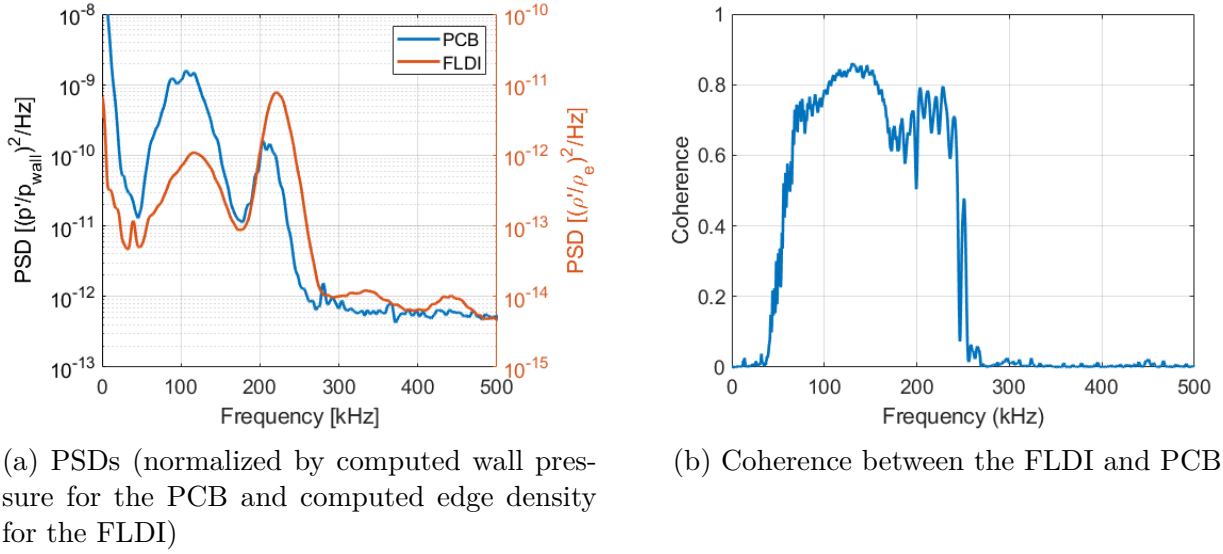 10^-8
10^-9
10^-10
10^-11
10^-12
10^-13
PSD [(p'/p_wall)^2/Hz]
PCB
FLDI
10^-10
10^-11
10^-12
10^-13
10^-14
10^-15
PSD [(ρ'/ρ_e)^2/Hz]
0 100 200 300 400 500
Frequency [kHz]
1
0.8
0.6
0.4
0.2
0
Coherence
0 100 200 300 400 500
Frequency (kHz)
(a) PSDs (normalized by computed wall pres-
sure for the PCB and computed edge density
for the FLDI)
(b) Coherence between the FLDI and PCB